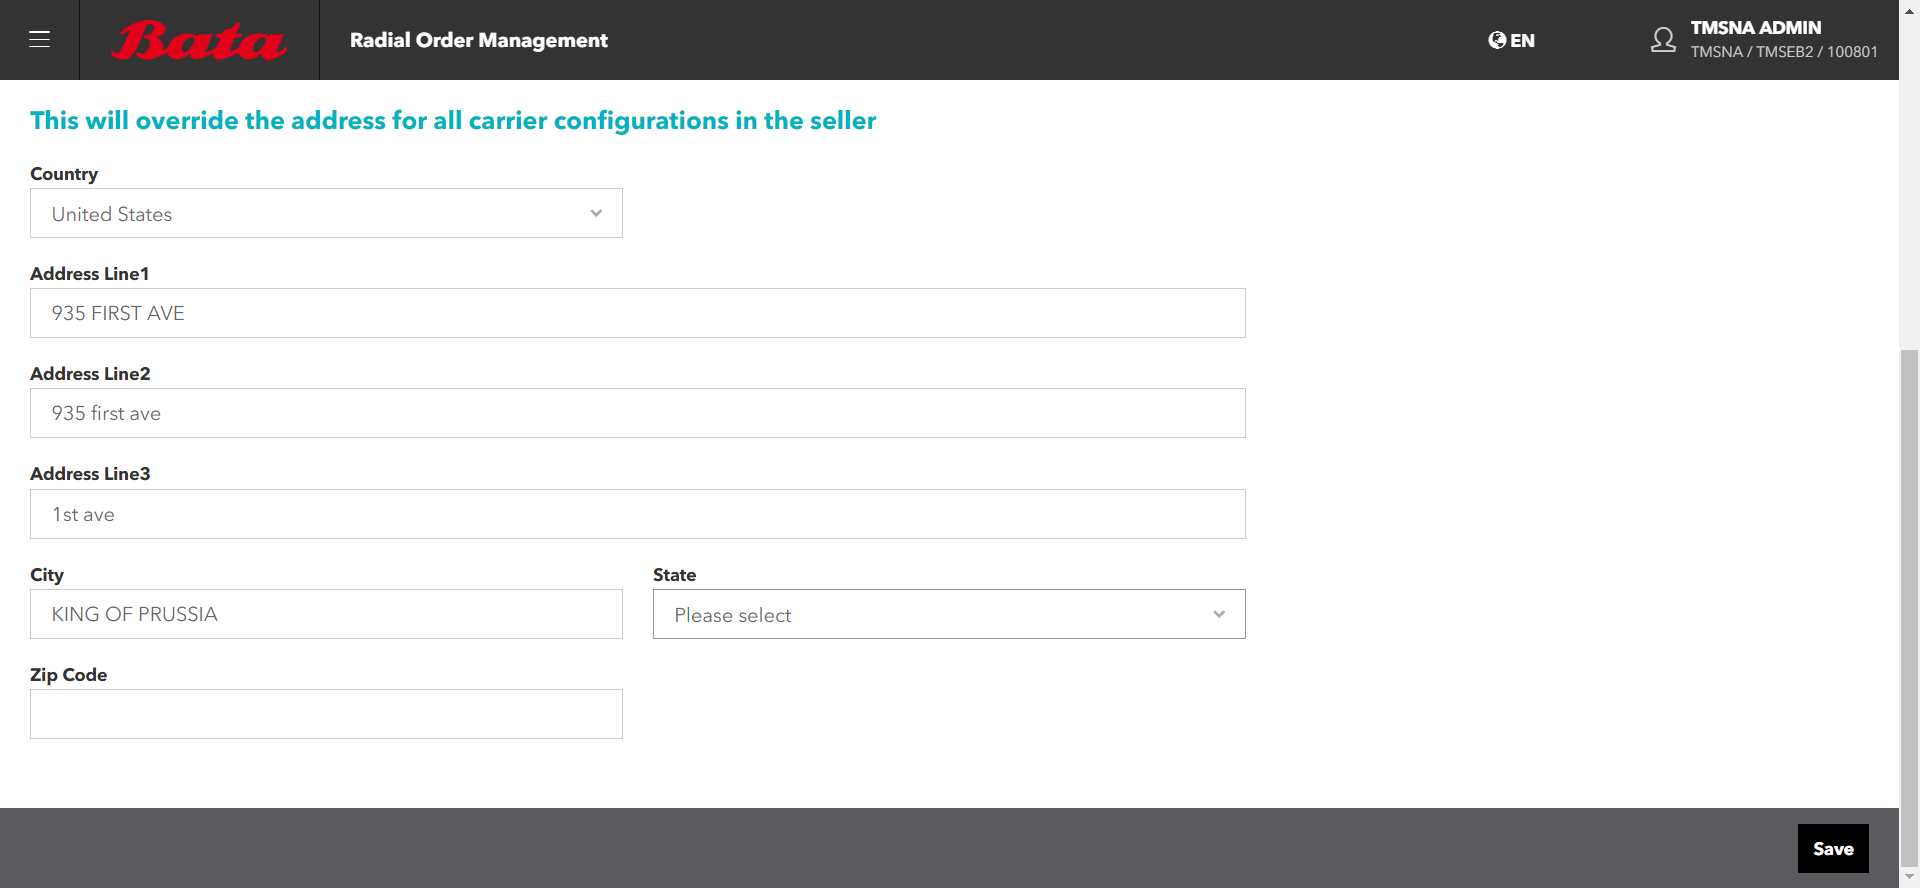 Bata
Radial Order Management
EN
TMSNA ADMIN
TMSNA / TMSEB2 / 100801
This will override the address for all carrier configurations in the seller
Country
United States
Address Line1
935 FIRST AVE
Address Line2
935 first ave
Address Line3
1st ave
City
State
KING OF PRUSSIA
Please select
Zip Code
Save